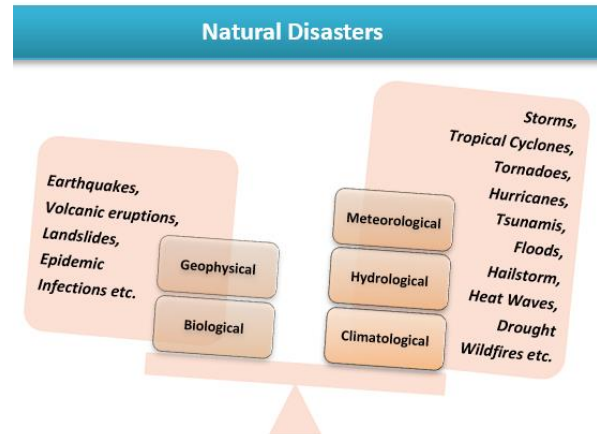 Natural Disasters
Earthquakes,
Volcanic eruptions,
Landslides,
Epidemic
Infections etc.
Geophysical
Biological
Meteorological
Hydrological
Climatological
Storms,
Tropical Cyclones,
Tornadoes,
Hurricanes,
Tsunamis,
Floods,
Hailstorm,
Heat Waves,
Drought
Wildfires etc.